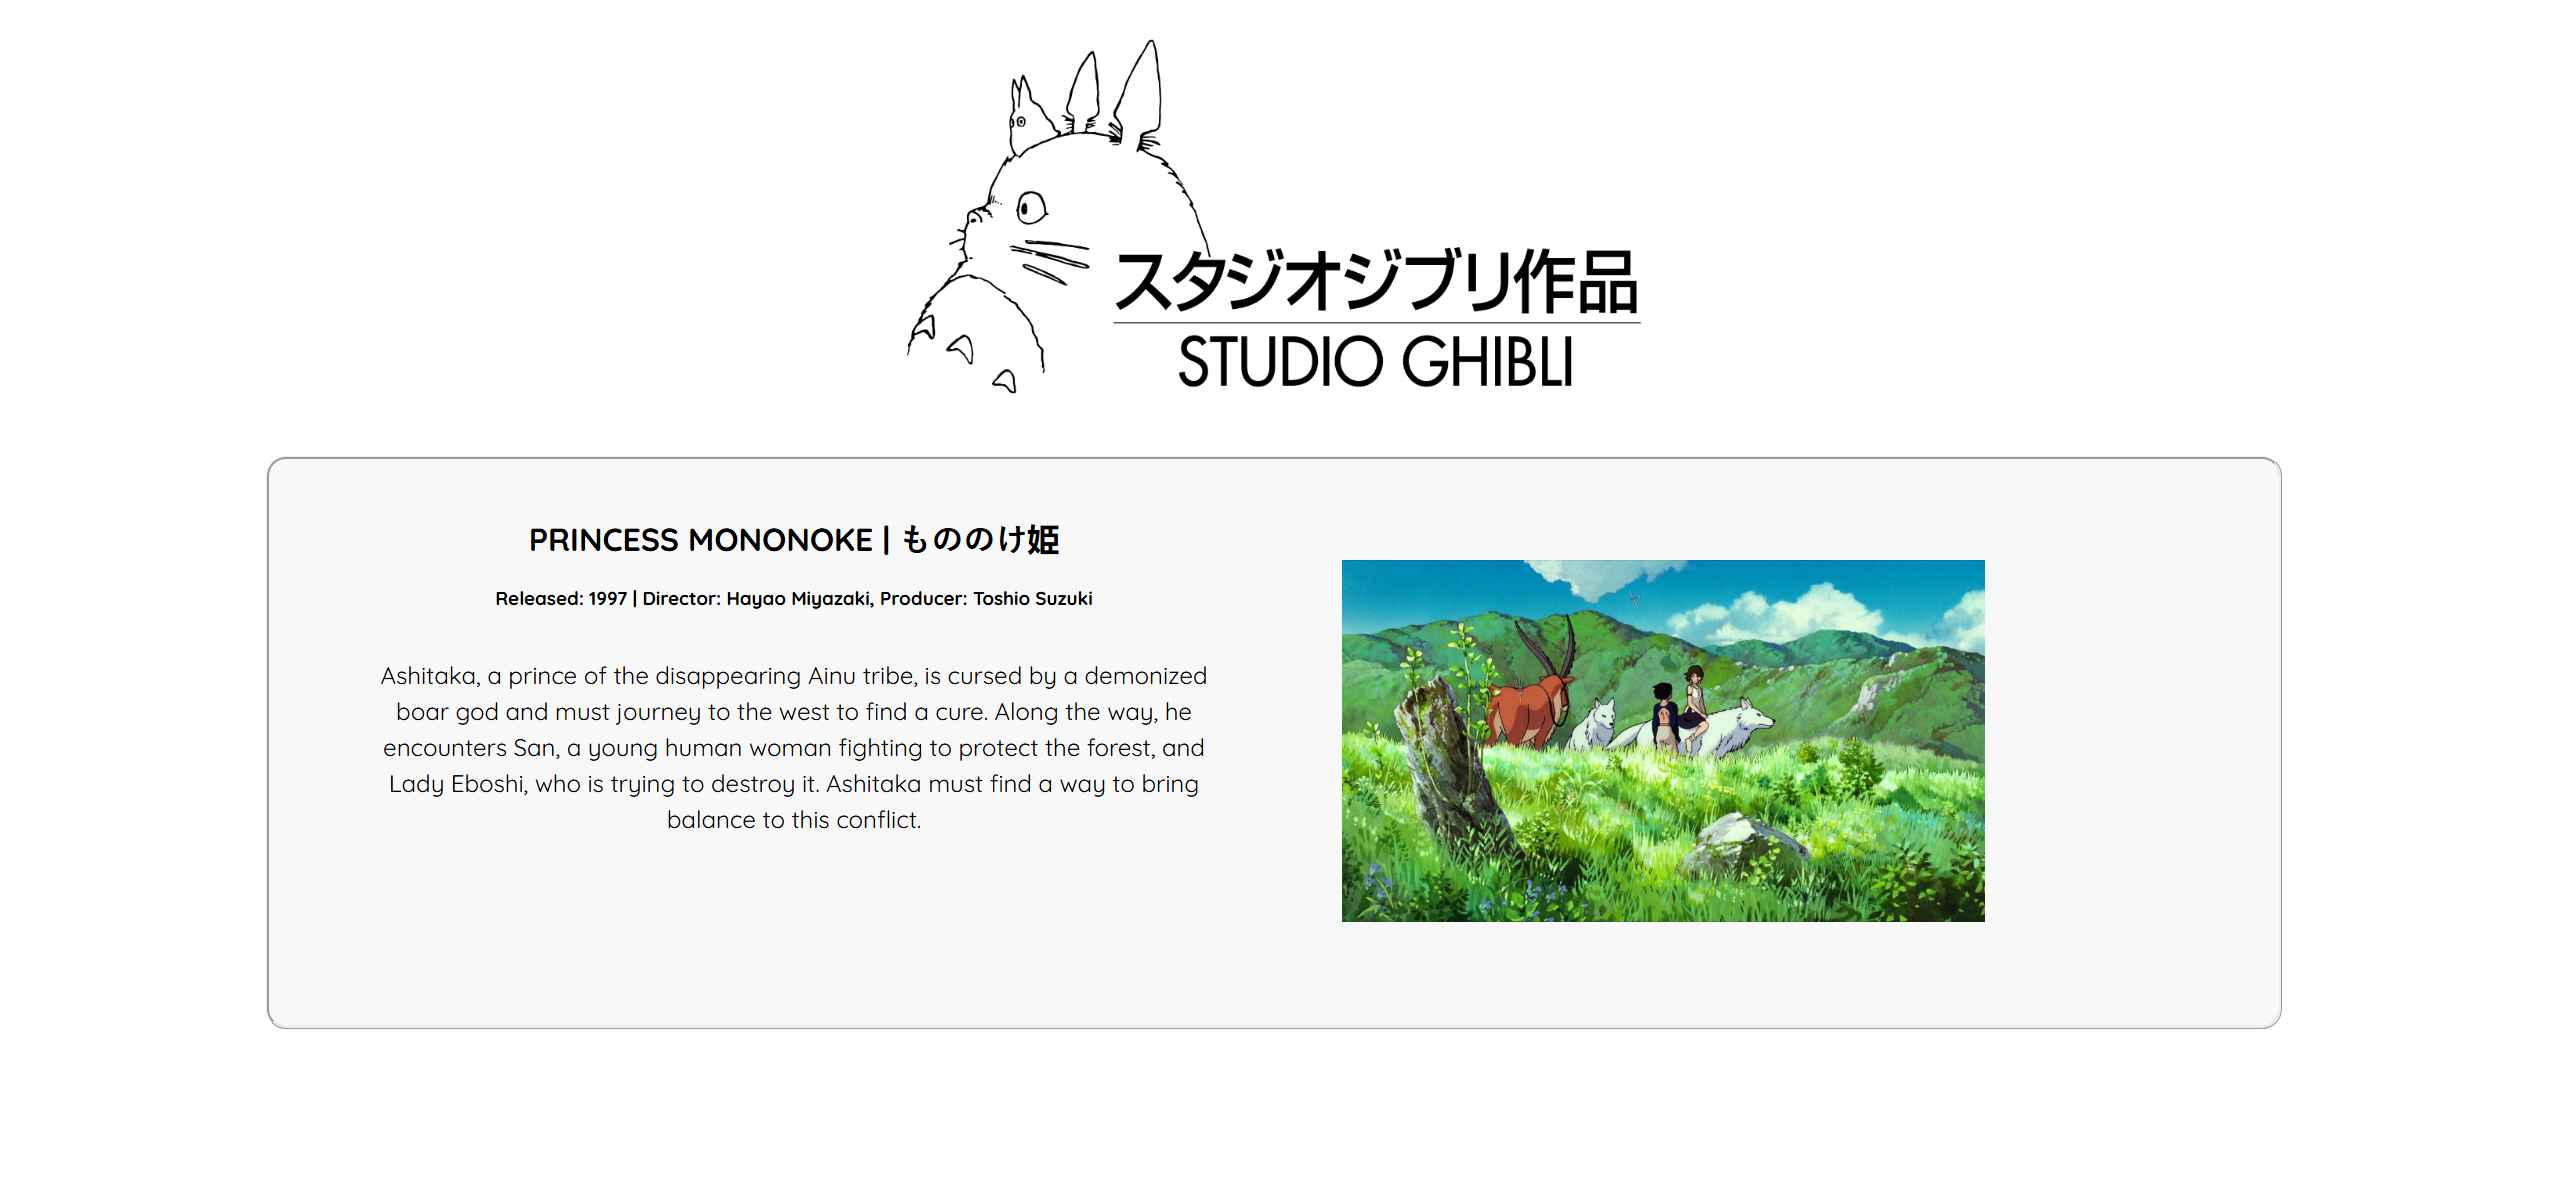 スタジオジブリ作品
STUDIO GHIBLI
PRINCESS MONONOKE | もののけ姫
Released: 1997 | Director: Hayao Miyazaki, Producer: Toshio Suzuki
Ashitaka, a prince of the disappearing Ainu tribe, is cursed by a demonized
boar god and must journey to the west to find a cure. Along the way, he
encounters San, a young human woman fighting to protect the forest, and
Lady Eboshi, who is trying to destroy it. Ashitaka must find a way to bring
balance to this conflict.